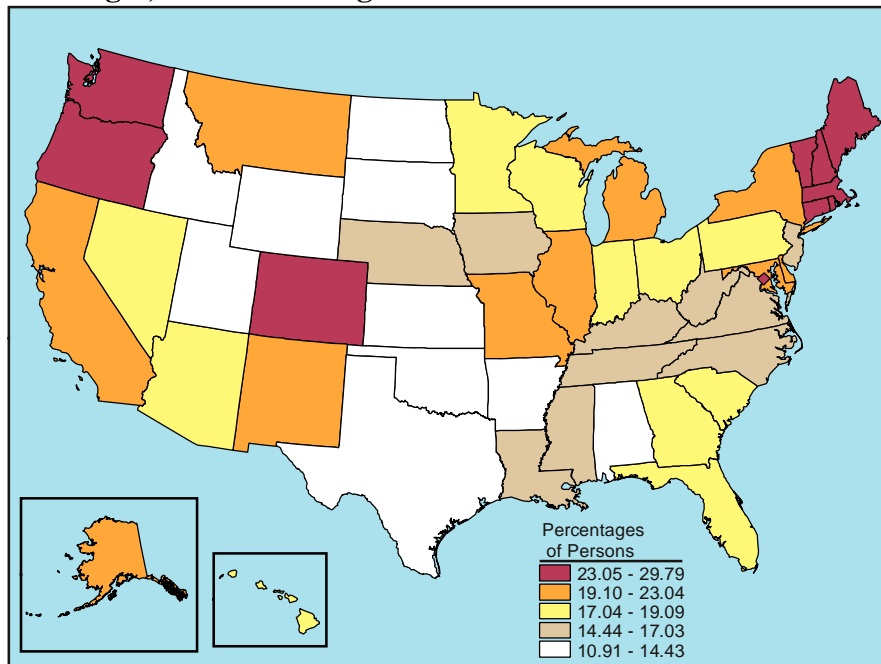 Percentages
of Persons
23.05 - 29.79
19.10 - 23.04
17.04 - 19.09
14.44 - 17.03
10.91 - 14.43